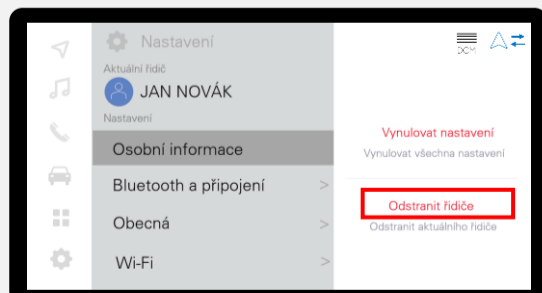 Nastavení
Aktuální řidič
JAN NOVÁK
Nastavení
Osobní informace
Bluetooth a připojení >
Obecná >
Wi-Fi >
DCM
Vynulovat nastavení
Vynulovat všechna nastavení
Odstranit řidiče
Odstranit aktuálního řidiče